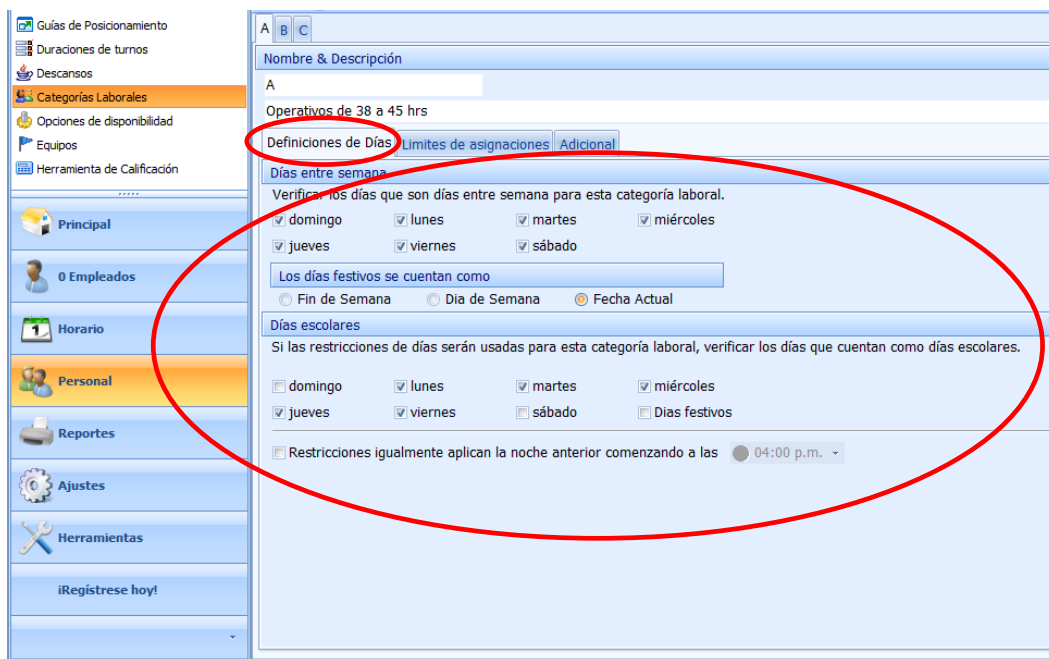 Guías de Posicionamiento
Duraciones de turnos
Descansos
Categorías Laborales
Opciones de disponibilidad
Equipos
Herramienta de Calificación
Principal
0 Empleados
1
Horario
Personal
Reportes
Ajustes
Herramientas
¡Regístrese hoy!
A B C
Nombre & Descripción
A
Operativos de 38 a 45 hrs
Definiciones de Días Limites de asignaciones Adicional
Días entre semana
Verificar los días que son días entre semana para esta categoría laboral.
domingo lunes martes miércoles
jueves viernes sábado
Los días festivos se cuentan como
Fin de Semana Dia de Semana Fecha Actual
Días escolares
Si las restricciones de días serán usadas para esta categoría laboral, verificar los días que cuentan como días escolares.
domingo lunes martes miércoles
jueves viernes sábado Dias festivos
Restricciones igualmente aplican la noche anterior comenzando a las 04:00 p.m.